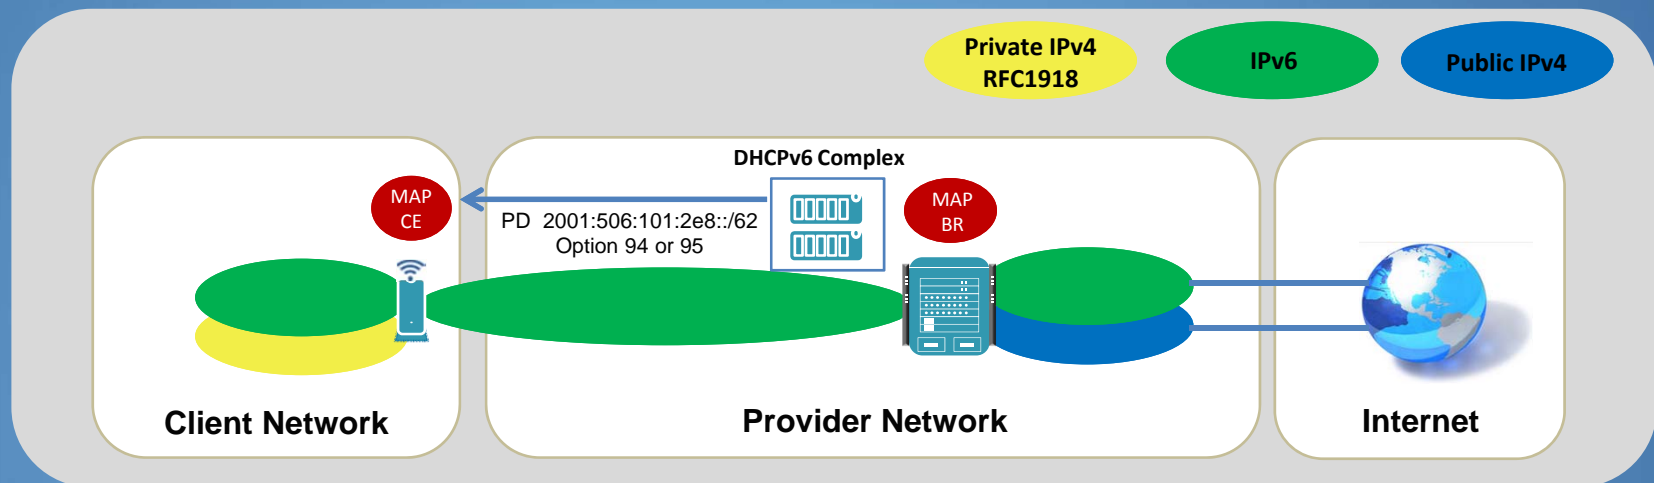 Private IPv4
RFC1918
IPv6
Public IPv4
DHCPv6 Complex
MAP
CE
PD 2001:506:101:2e8::/62
Option 94 or 95
MAP
BR
Client Network
Provider Network
Internet